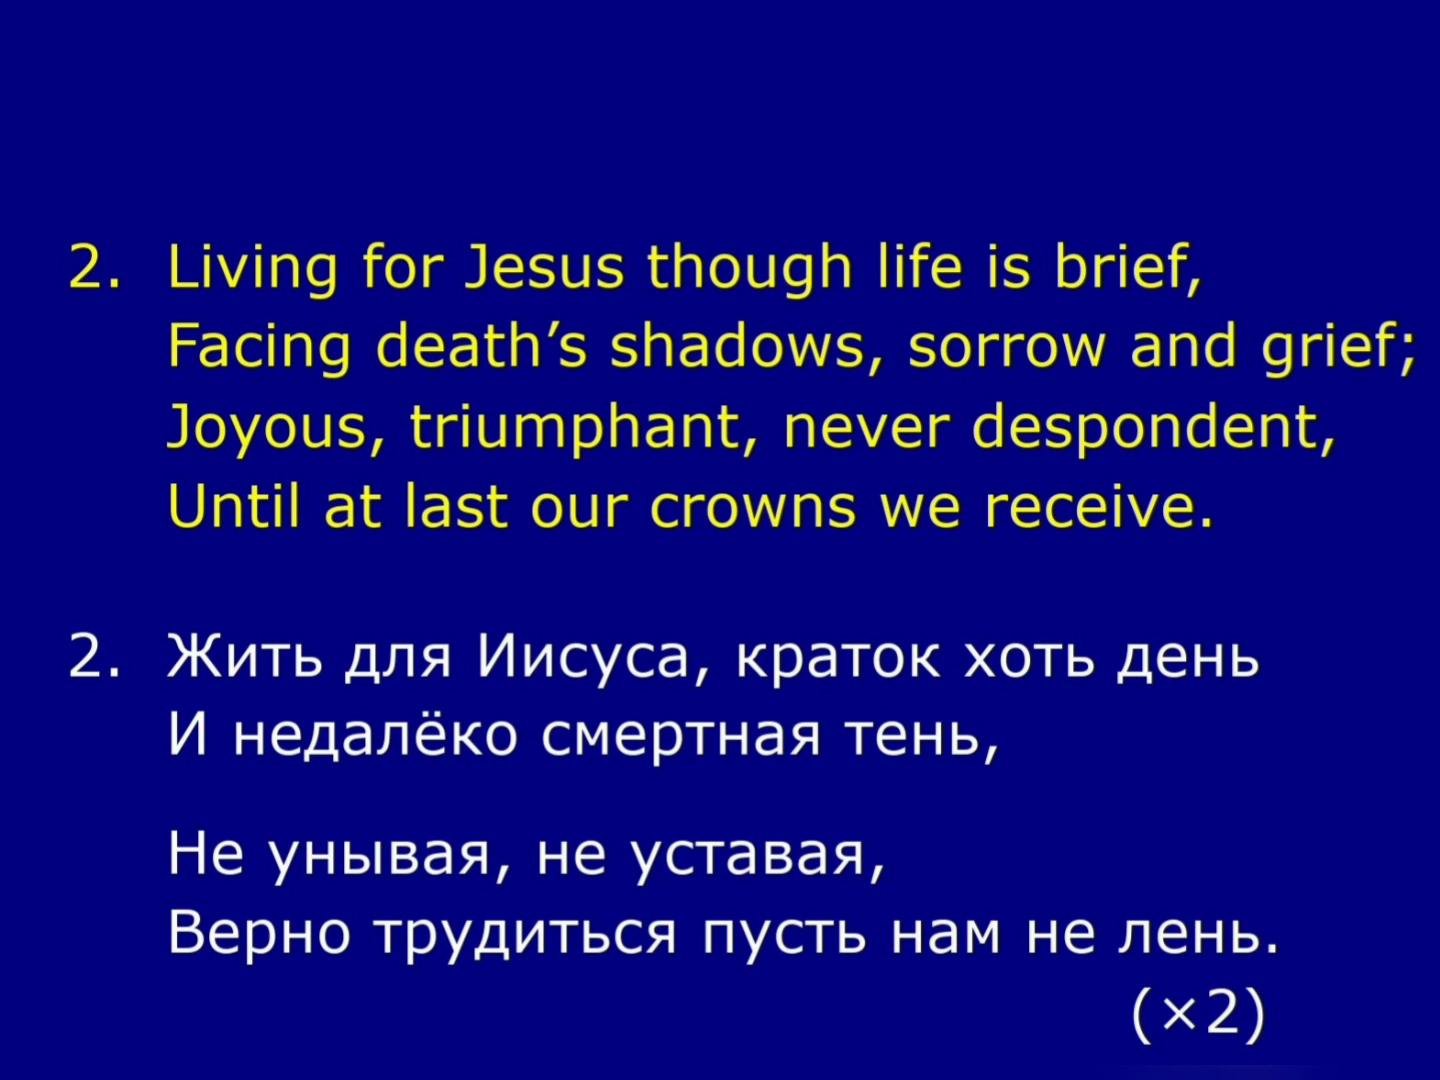 2. Living for Jesus though life is brief,
Facing death’s shadows, sorrow and grief;
Joyous, triumphant, never despondent,
Until at last our crowns we receive.
2. Жить для Иисуса, краток хоть день
И недалёко смертная тень,
Не унывая, не уставая,
Верно трудиться пусть нам не лень.
(×2)